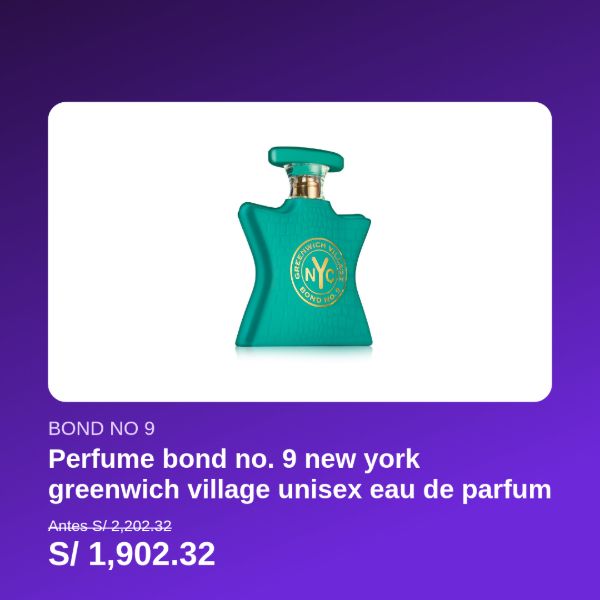 GREENWICH VILLAGE
NYC
BOND NO. 9
BOND NO 9
Perfume bond no. 9 new york
greenwich village unisex eau de parfum
Antes S/ 2,202.32
S/ 1,902.32